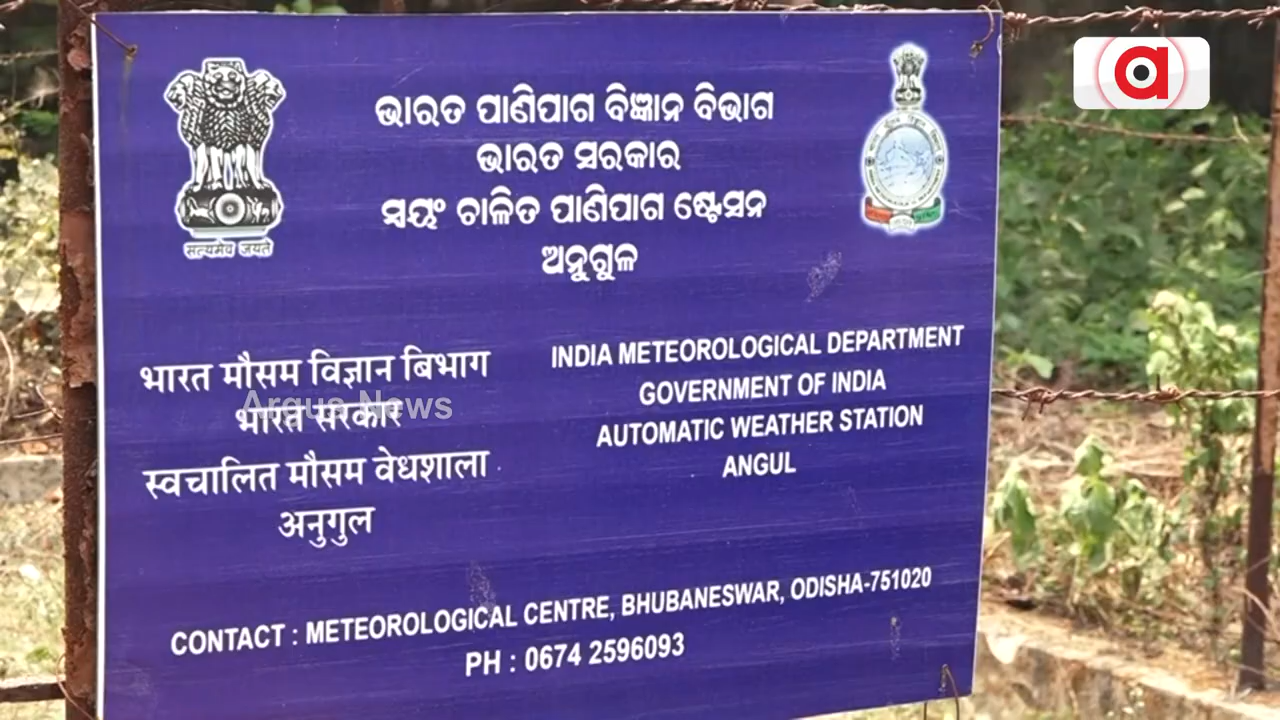 ଭାରତ ପାଣିପାଗ ବିଜ୍ଞାନ ବିଭାଗ
ଭାରତ ସରକାର
ସ୍ୱୟଂ ଚାଳିତ ପାଣିପାଗ ଷ୍ଟେସନ
ଅନୁଗୁଳ
सत्यमेव जयते
भारत मौसम विज्ञान बिभाग
भारत सरकार
स्वचालित मौसम वेधशाला
अनुगुल
INDIA METEOROLOGICAL DEPARTMENT
GOVERNMENT OF INDIA
AUTOMATIC WEATHER STATION
ANGUL
CONTACT : METEOROLOGICAL CENTRE, BHUBANESWAR, ODISHA-751020
PH : 0674 2596093
Argus News
a